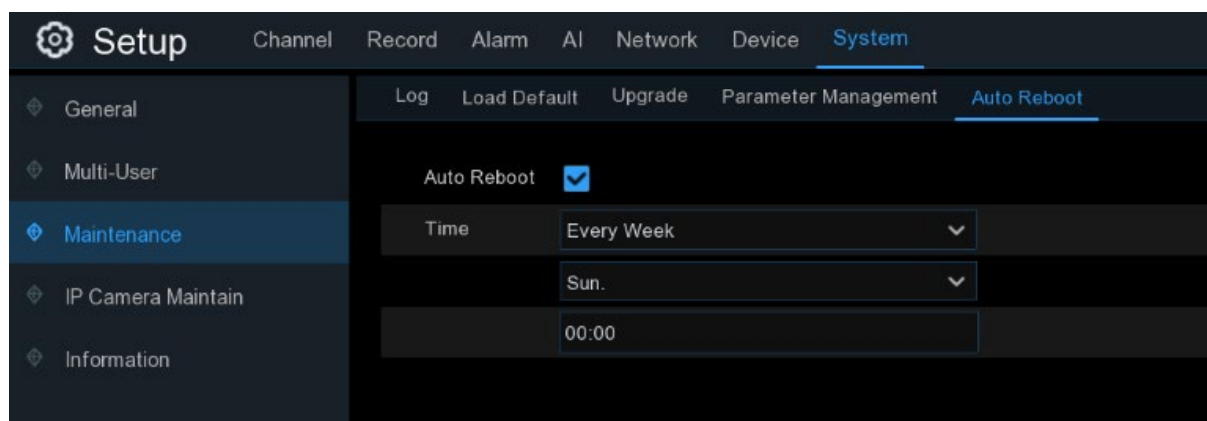 Setup Channel Record Alarm AI Network Device System
General
Multi-User
Maintenance
IP Camera Maintain
Information
Log Load Default Upgrade Parameter Management Auto Reboot
Auto Reboot
Time Every Week
Sun.
00:00